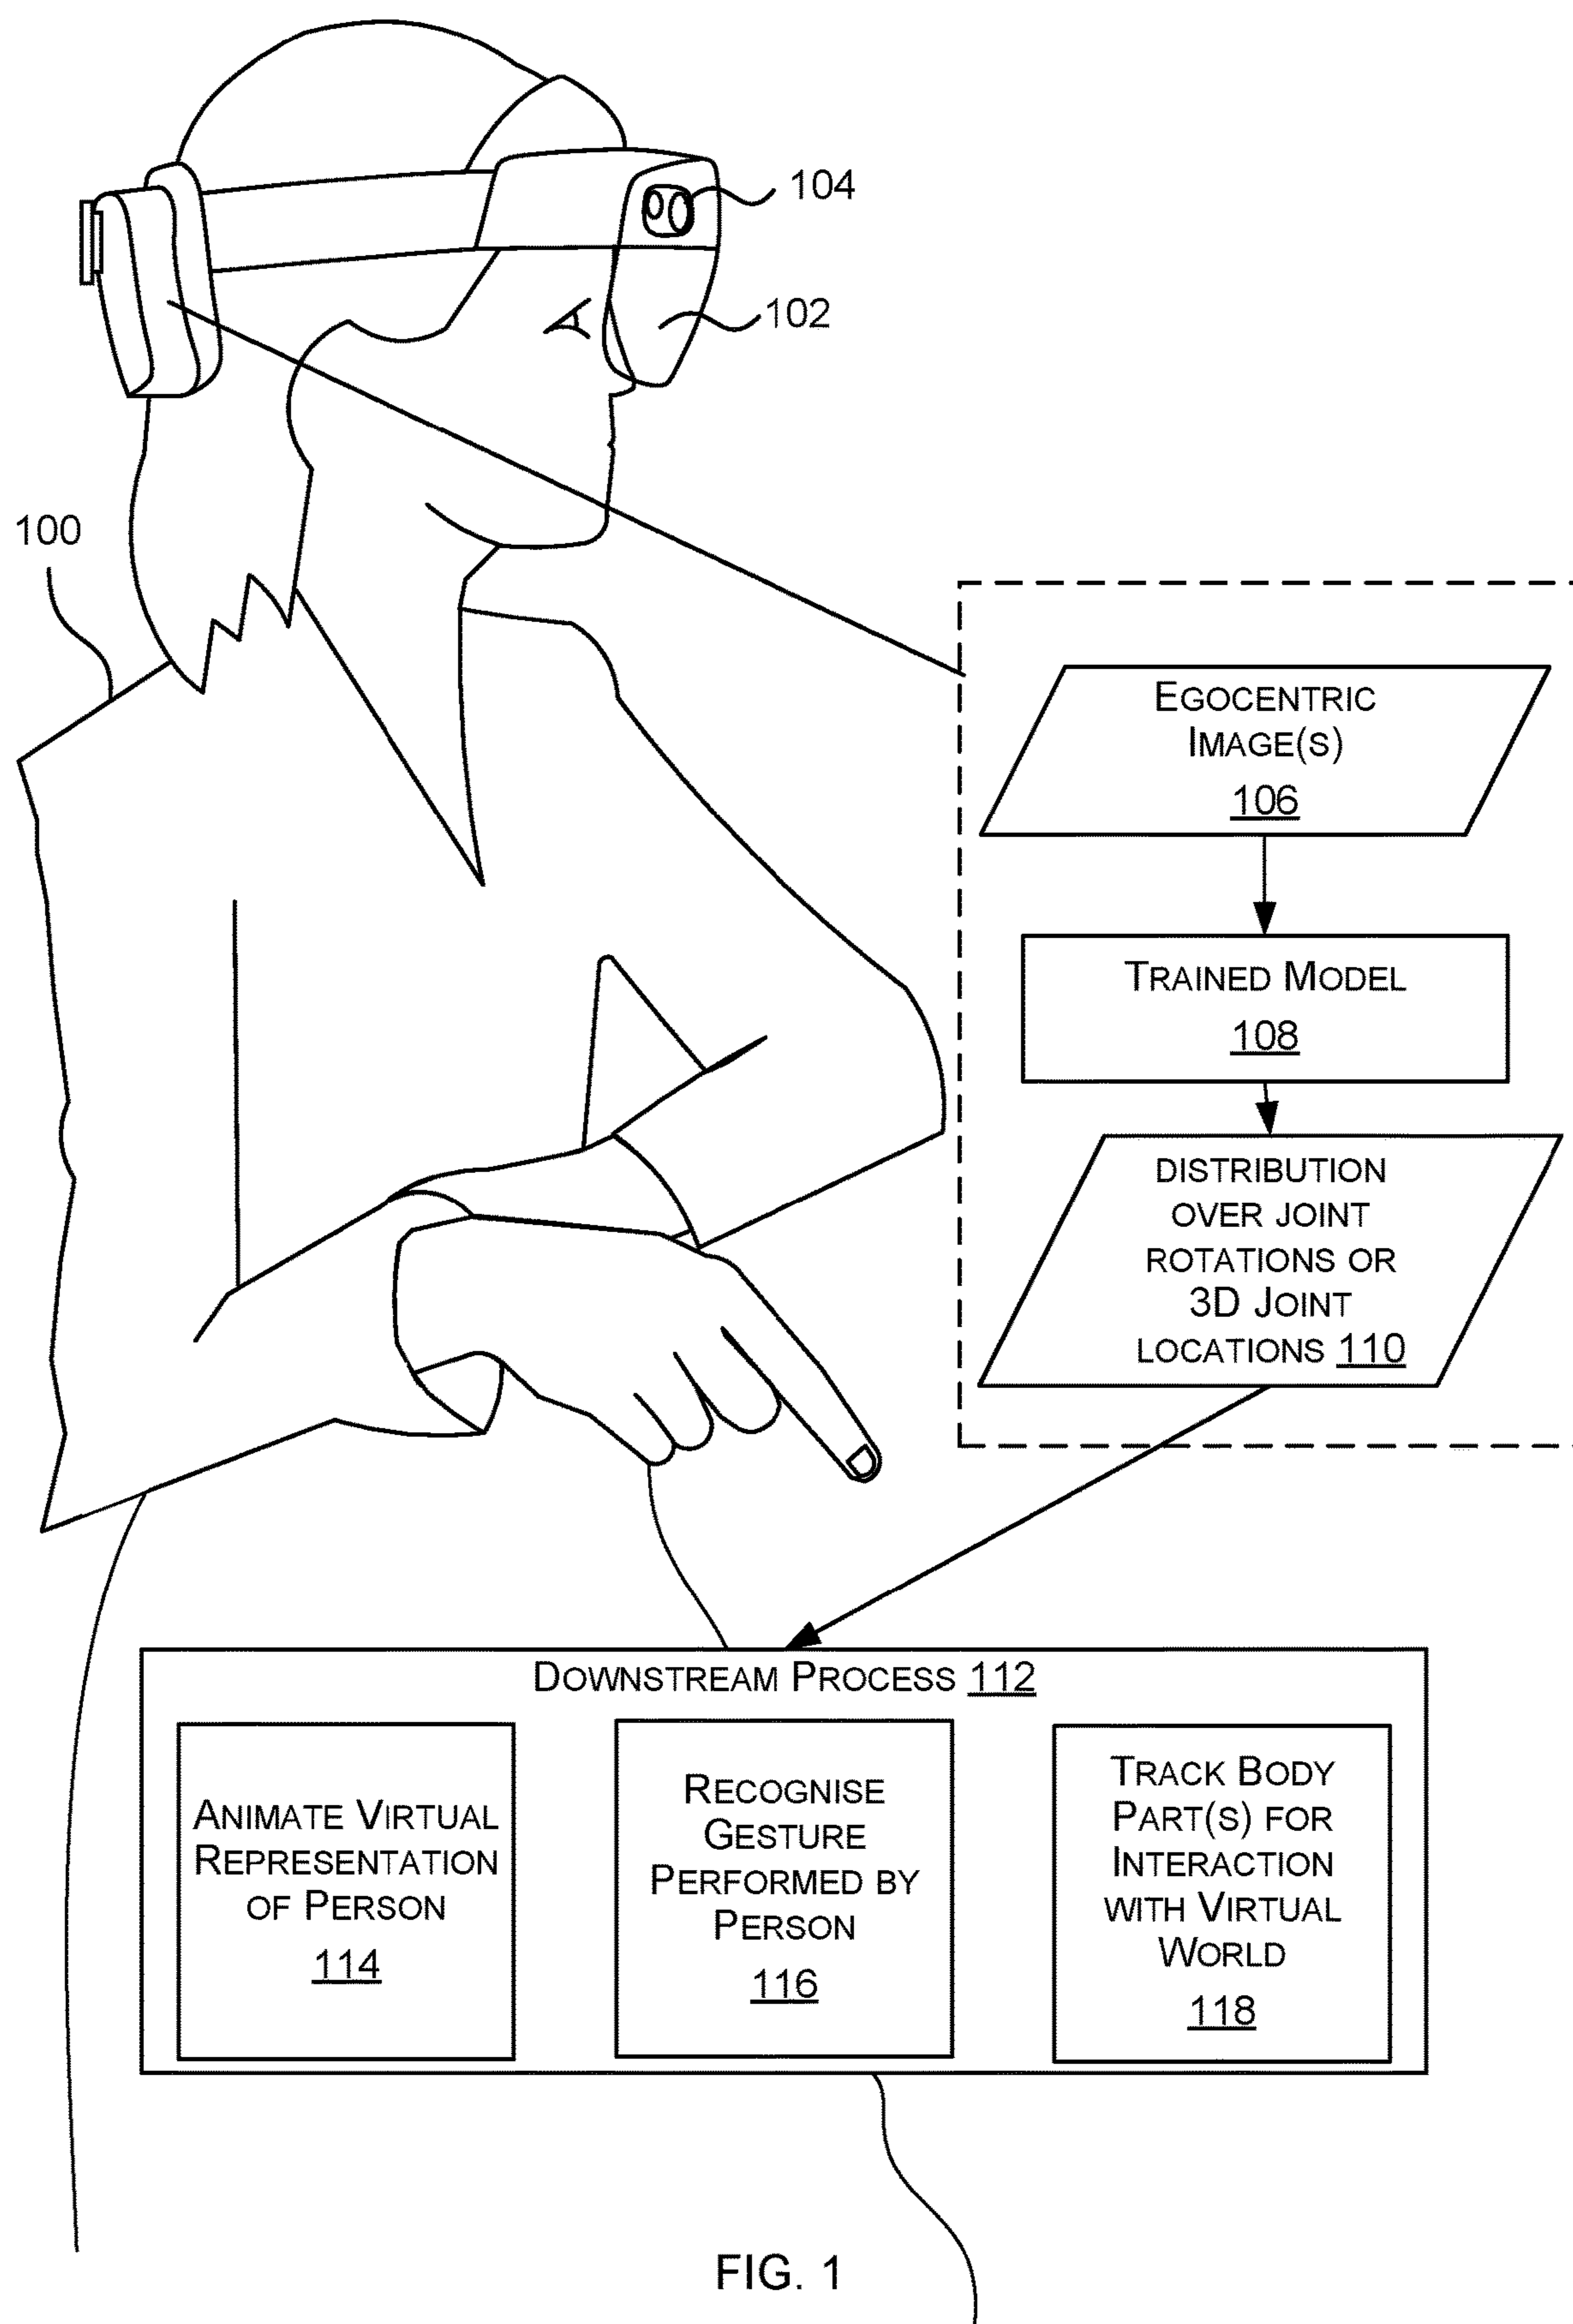 104
102
100
EGOCENTRIC
IMAGE(S)
106
TRAINED MODEL
108
DISTRIBUTION
OVER JOINT
ROTATIONS OR
3D JOINT
LOCATIONS 110
DOWNSTREAM PROCESS 112
ANIMATE VIRTUAL
REPRESENTATION
OF PERSON
114
RECOGNISE
GESTURE
PERFORMED BY
PERSON
116
TRACK BODY
PART(S) FOR
INTERACTION
WITH VIRTUAL
WORLD
118
FIG. 1